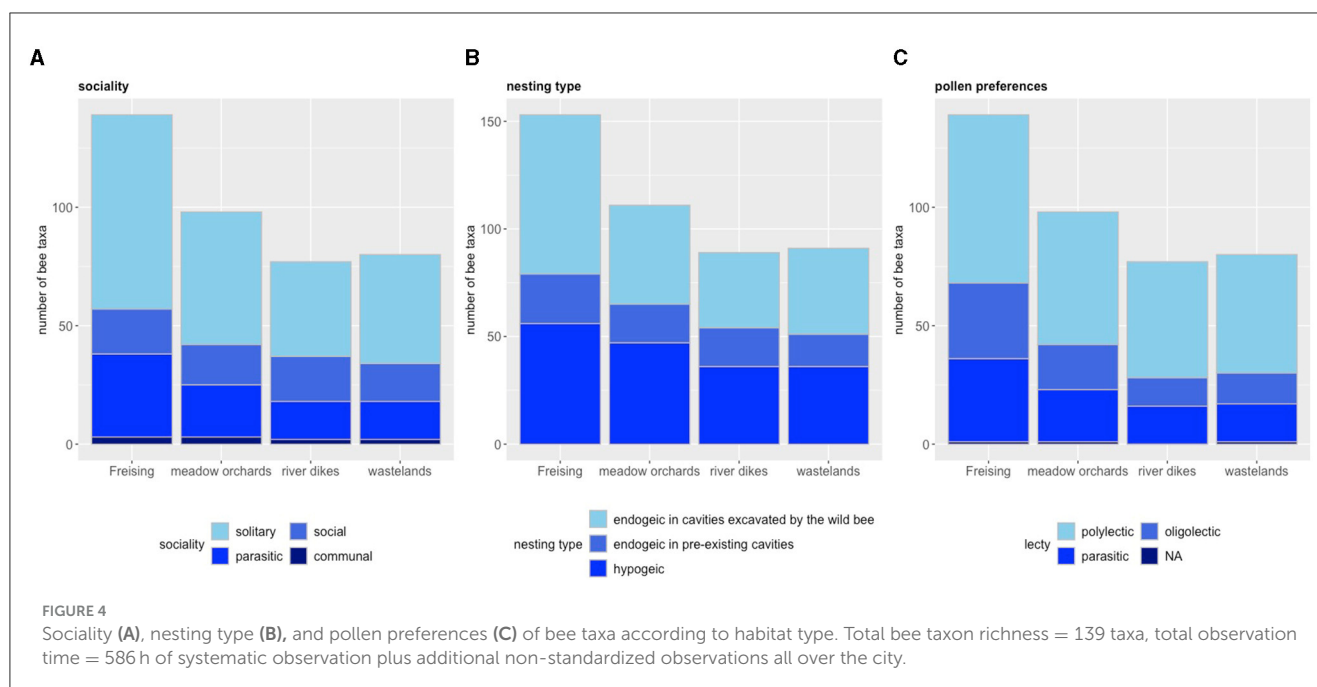 A
sociality
number of bee taxa
100
50
0
Freising meadow orchards river dikes wastelands
sociality
solitary social
parasitic communal
B
nesting type
number of bee taxa
150
100
50
0
Freising meadow orchards river dikes wastelands
nesting type
endogeic in cavities excavated by the wild bee
endogeic in pre-existing cavities
hypogeic
C
pollen preferences
number of bee taxa
100
50
0
Freising meadow orchards river dikes wastelands
lecty
polylectic oligolectic
parasitic NA
FIGURE 4
Sociality (A), nesting type (B), and pollen preferences (C) of bee taxa according to habitat type. Total bee taxon richness = 139 taxa, total observation
time = 586 h of systematic observation plus additional non-standardized observations all over the city.